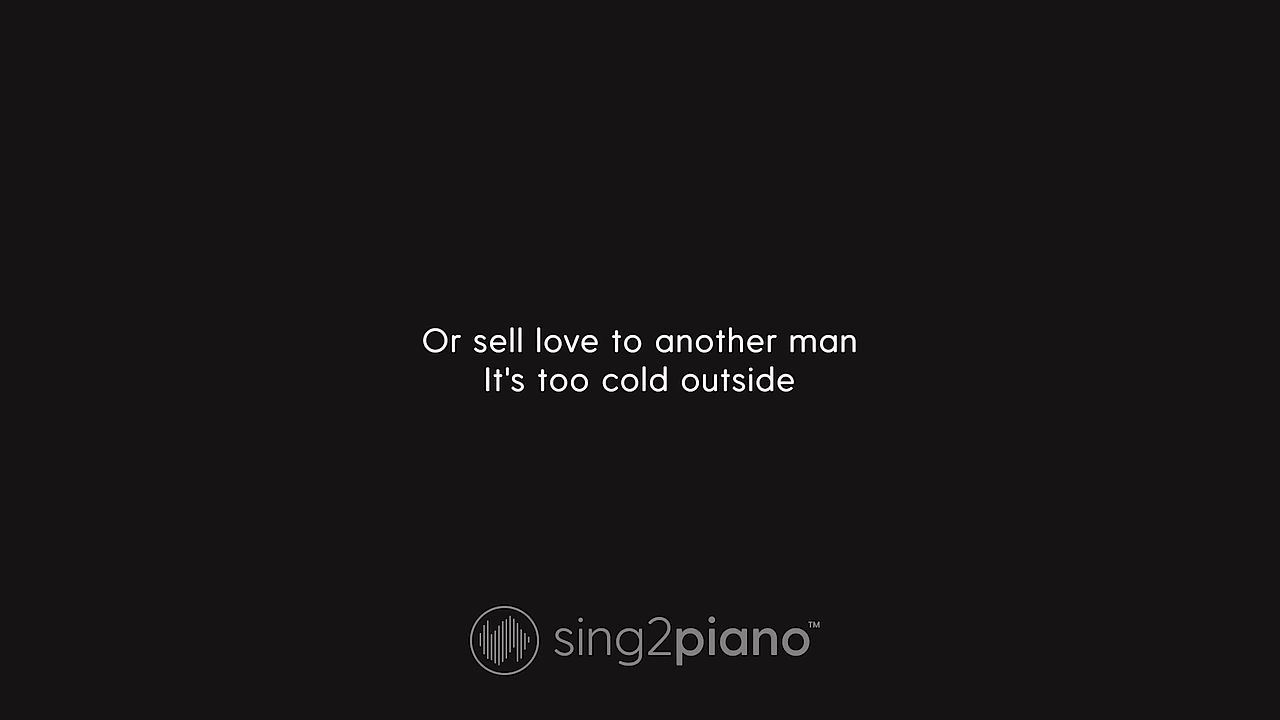 Or sell love to another man
It's too cold outside
sing2piano™